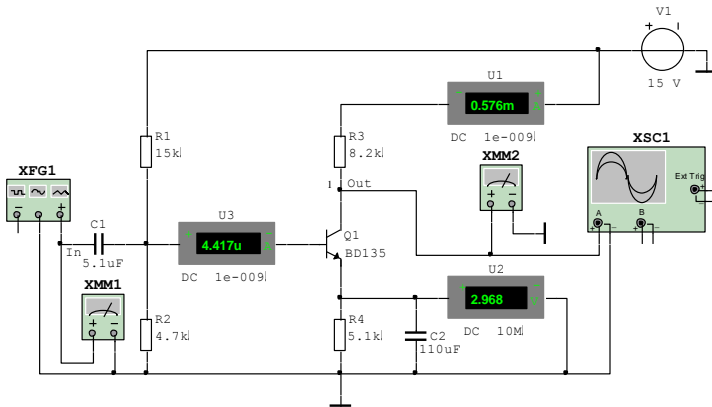 V1
15 V
U1
0.576m
A
DC 1e-009
R1
15k
R3
8.2k
XSC1
Ext Trig
A
B
XFG1
XMM2
1 Out
U3
4.417u
A
DC 1e-009
C1
5.1uF
In
Q1
BD135
XMM1
U2
2.968
V
DC 10M
R2
4.7k
R4
5.1k
C2
110uF